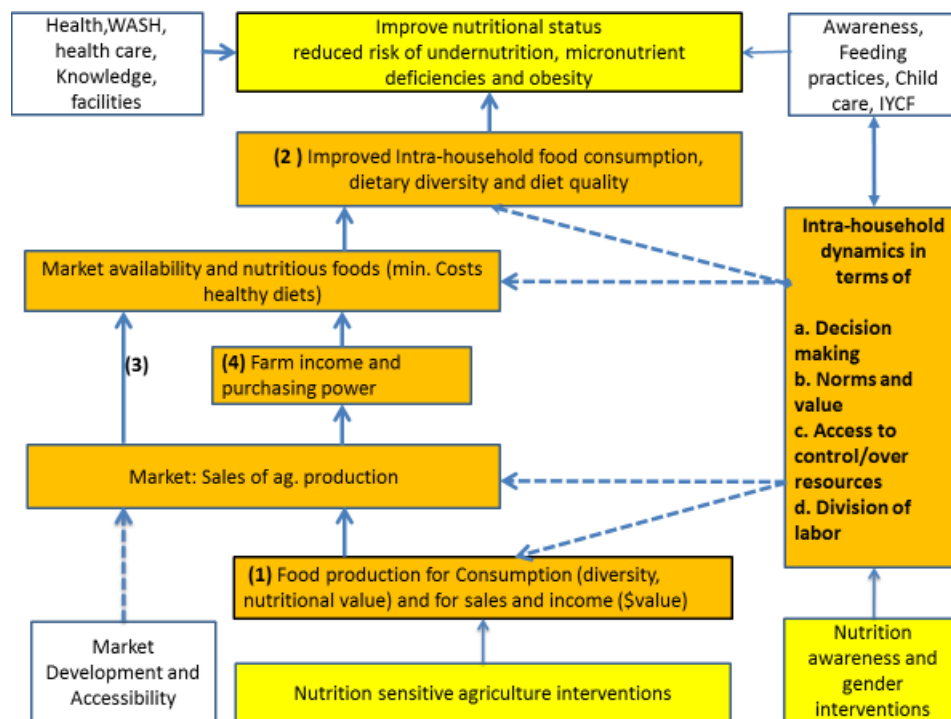 Health,WASH,
health care,
Knowledge,
facilities
Improve nutritional status
reduced risk of undernutrition, micronutrient
deficiencies and obesity
Awareness,
Feeding
practices, Child
care, IYCF
(2 ) Improved Intra-household food consumption,
dietary diversity and diet quality
Market availability and nutritious foods (min. Costs
healthy diets)
(3)
(4) Farm income and
purchasing power
Market: Sales of ag. production
(1) Food production for Consumption (diversity,
nutritional value) and for sales and income ($value)
Intra-household
dynamics in
terms of
a. Decision
making
b. Norms and
value
c. Access to
control/over
resources
d. Division of
labor
Market
Development and
Accessibility
Nutrition sensitive agriculture interventions
Nutrition
awareness and
gender
interventions